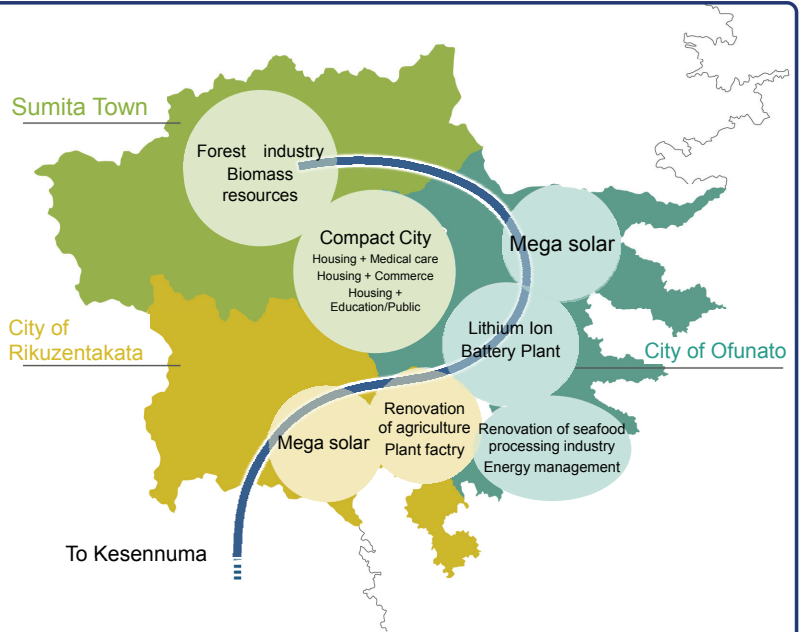 Sumita Town
Forest industry
Biomass
resources
Compact City
Housing + Medical care
Housing + Commerce
Housing +
Education/Public
Mega solar
City of
Rikuzentakata
Lithium Ion
Battery Plant
City of Ofunato
Mega solar
Renovation
of agriculture
Plant factry
Renovation of seafood
processing industry
Energy management
To Kesennuma